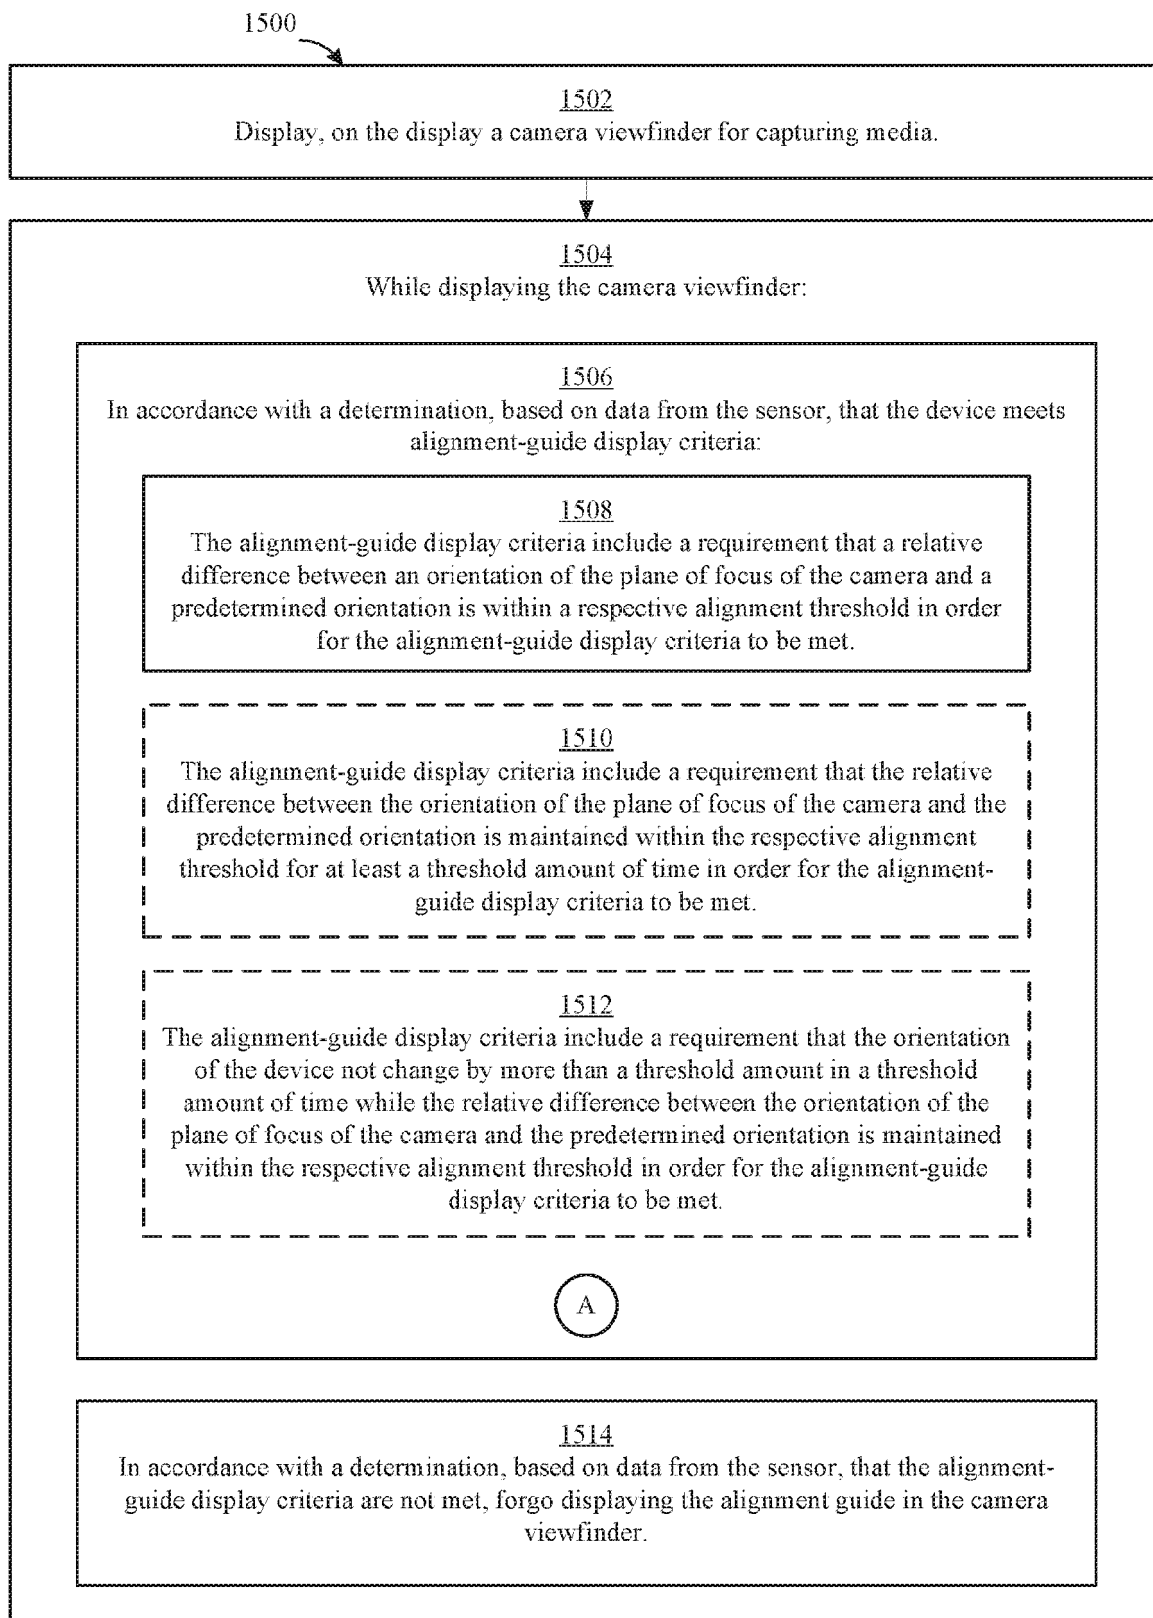 1500
1502
Display, on the display a camera viewfinder for capturing media.
1504
While displaying the camera viewfinder:
1506
In accordance with a determination, based on data from the sensor, that the device meets
alignment-guide display criteria:
1508
The alignment-guide display criteria include a requirement that a relative
difference between an orientation of the plane of focus of the camera and a
predetermined orientation is within a respective alignment threshold in order
for the alignment-guide display criteria to be met.
1510
The alignment-guide display criteria include a requirement that the relative
difference between the orientation of the plane of focus of the camera and the
predetermined orientation is maintained within the respective alignment
threshold for at least a threshold amount of time in order for the alignment-
guide display criteria to be met.
1512
The alignment-guide display criteria include a requirement that the orientation
of the device not change by more than a threshold amount in a threshold
amount of time while the relative difference between the orientation of the
plane of focus of the camera and the predetermined orientation is maintained
within the respective alignment threshold in order for the alignment-guide
display criteria to be met.
A
1514
In accordance with a determination, based on data from the sensor, that the alignment-
guide display criteria are not met, forgo displaying the alignment guide in the camera
viewfinder.